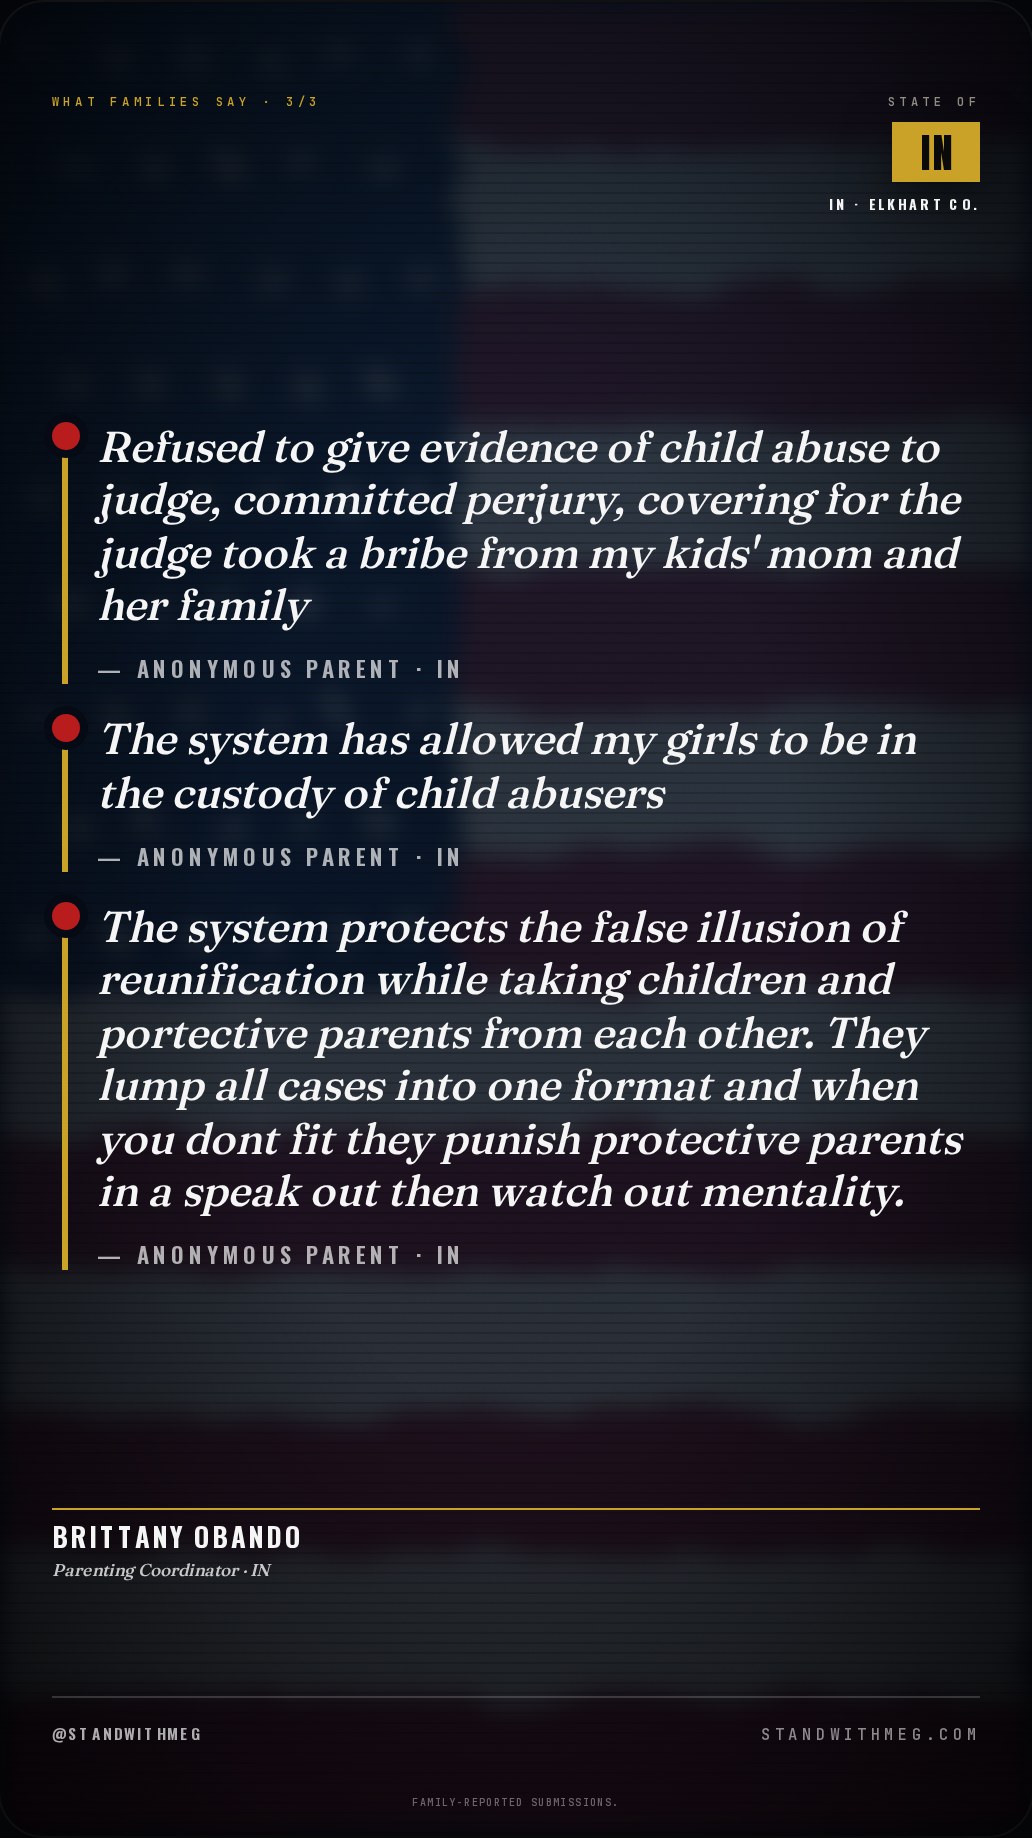 WHAT FAMILIES SAY · 3/3
STATE OF
IN
IN · ELKHART CO.
Refused to give evidence of child abuse to
judge, committed perjury, covering for the
judge took a bribe from my kids' mom and
her family
— ANONYMOUS PARENT · IN
The system has allowed my girls to be in
the custody of child abusers
— ANONYMOUS PARENT · IN
The system protects the false illusion of
reunification while taking children and
portective parents from each other. They
lump all cases into one format and when
you dont fit they punish protective parents
in a speak out then watch out mentality.
— ANONYMOUS PARENT · IN
BRITTANY OBANDO
Parenting Coordinator · IN
@STANDWITHMEG
STANDWITHMEG.COM
FAMILY-REPORTED SUBMISSIONS.